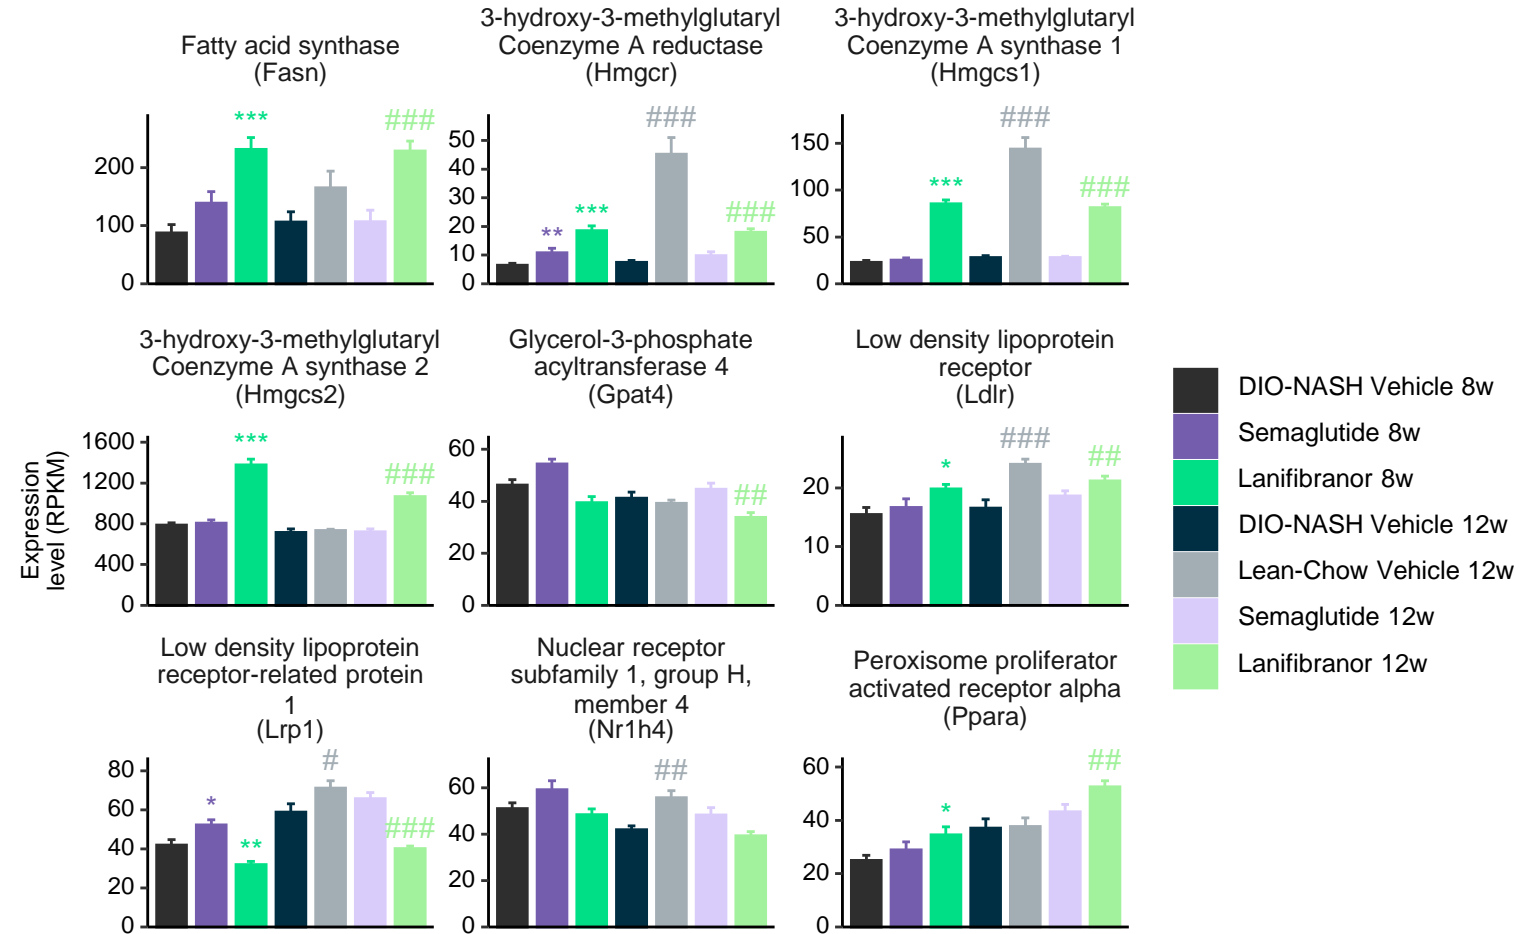 Fatty acid synthase
(Fasn)
200
100
0
***
###
3-hydroxy-3-methylglutaryl
Coenzyme A reductase
(Hmgcr)
50
40
30
20
10
0
**
***
###
###
3-hydroxy-3-methylglutaryl
Coenzyme A synthase 1
(Hmgcs1)
150
100
50
0
***
###
###
Expression
level (RPKM)
3-hydroxy-3-methylglutaryl
Coenzyme A synthase 2
(Hmgcs2)
1600
1200
800
400
0
***
###
Glycerol-3-phosphate
acyltransferase 4
(Gpat4)
60
40
20
0
##
Low density lipoprotein
receptor
(Ldlr)
20
10
0
*
###
##
Low density lipoprotein
receptor-related protein
1
(Lrp1)
80
60
40
20
0
*
**
#
###
Nuclear receptor
subfamily 1, group H,
member 4
(Nr1h4)
60
40
20
0
##
Peroxisome proliferator
activated receptor alpha
(Ppara)
60
40
20
0
*
##
DIO-NASH Vehicle 8w
Semaglutide 8w
Lanifibranor 8w
DIO-NASH Vehicle 12w
Lean-Chow Vehicle 12w
Semaglutide 12w
Lanifibranor 12w